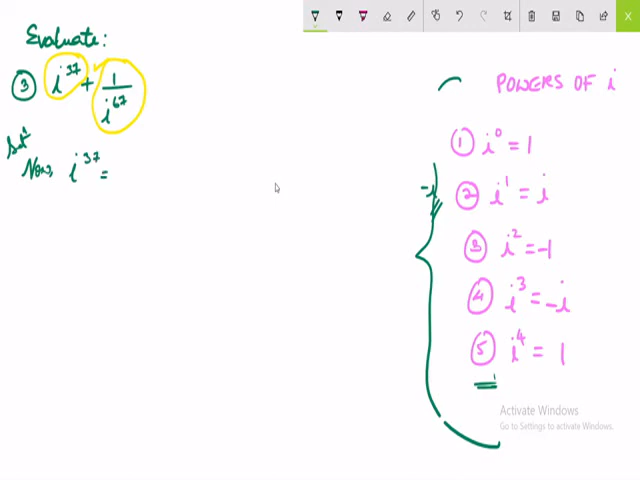 Evaluate:
③ i^37 + 1/i^67
Sol^n
Now, i^37 =
POWERS OF i
① i^0 = 1
② i^1 = i
③ i^2 = -1
④ i^3 = -i
⑤ i^4 = 1
Activate Windows
Go to Settings to activate Windows.